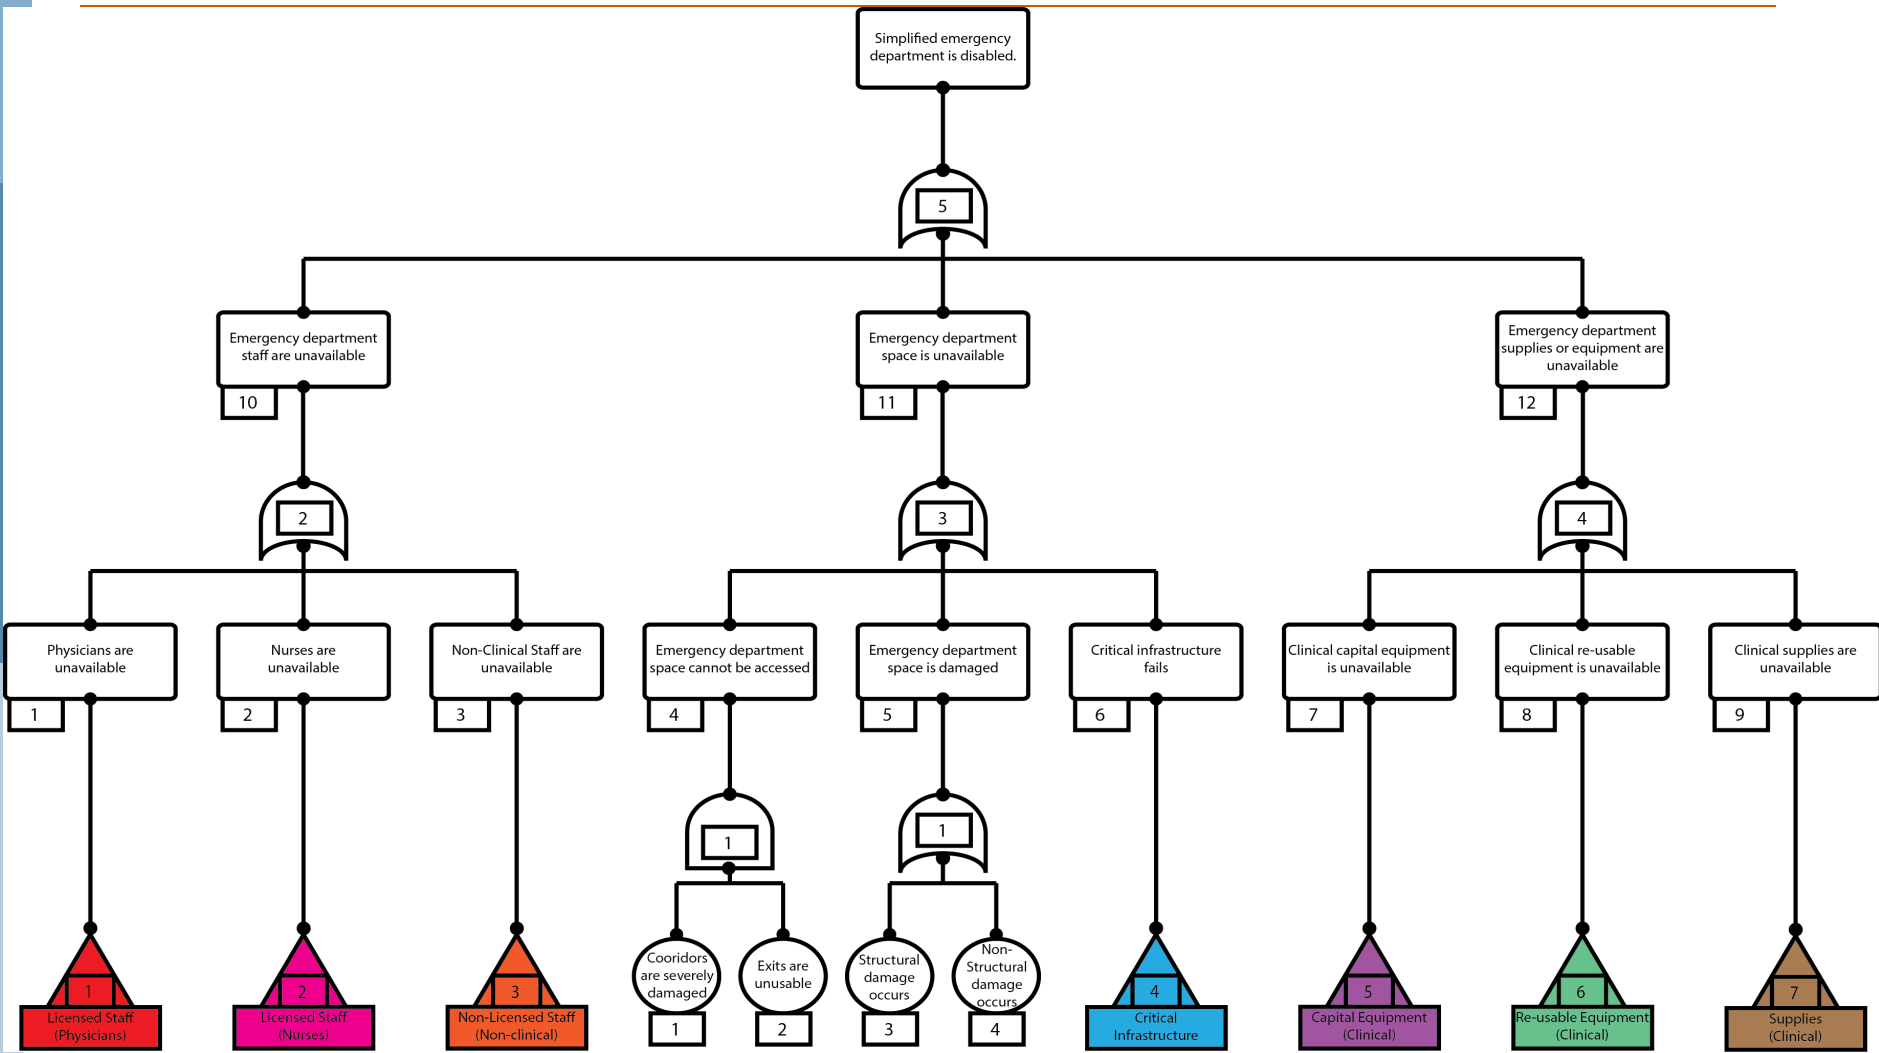 Simplified emergency
department is disabled.
5
Emergency department
staff are unavailable
10
Emergency department
space is unavailable
11
Emergency department
supplies or equipment are
unavailable
12
2
3
4
Physicians are
unavailable
1
Nurses are
unavailable
2
Non-Clinical Staff are
unavailable
3
Emergency department
space cannot be accessed
4
Emergency department
space is damaged
5
Critical infrastructure
fails
6
Clinical capital equipment
is unavailable
7
Clinical re-usable
equipment is unavailable
8
Clinical supplies are
unavailable
9
1
1
1
Licensed Staff
(Physicians)
2
Licensed Staff
(Nurses)
3
Non-Licensed Staff
(Non-clinical)
Cooridors
are severely
damaged
1
Exits are
unusable
2
Structural
damage
occurs
3
Non-
Structural
damage
occurs
4
4
Critical
Infrastructure
5
Capital Equipment
(Clinical)
6
Re-usable Equipment
(Clinical)
7
Supplies
(Clinical)